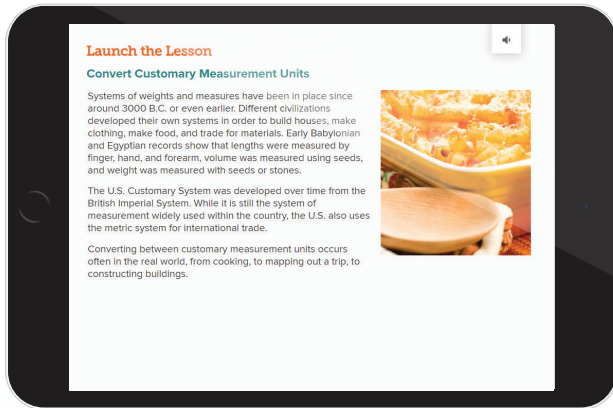 Launch the Lesson
Convert Customary Measurement Units
Systems of weights and measures have been in place since
around 3000 B.C. or even earlier. Different civilizations
developed their own systems in order to build houses, make
clothing, make food, and trade for materials. Early Babylonian
and Egyptian records show that lengths were measured by
finger, hand, and forearm, volume was measured using seeds,
and weight was measured with seeds or stones.
The U.S. Customary System was developed over time from the
British Imperial System. While it is still the system of
measurement widely used within the country, the U.S. also uses
the metric system for international trade.
Converting between customary measurement units occurs
often in the real world, from cooking, to mapping out a trip, to
constructing buildings.